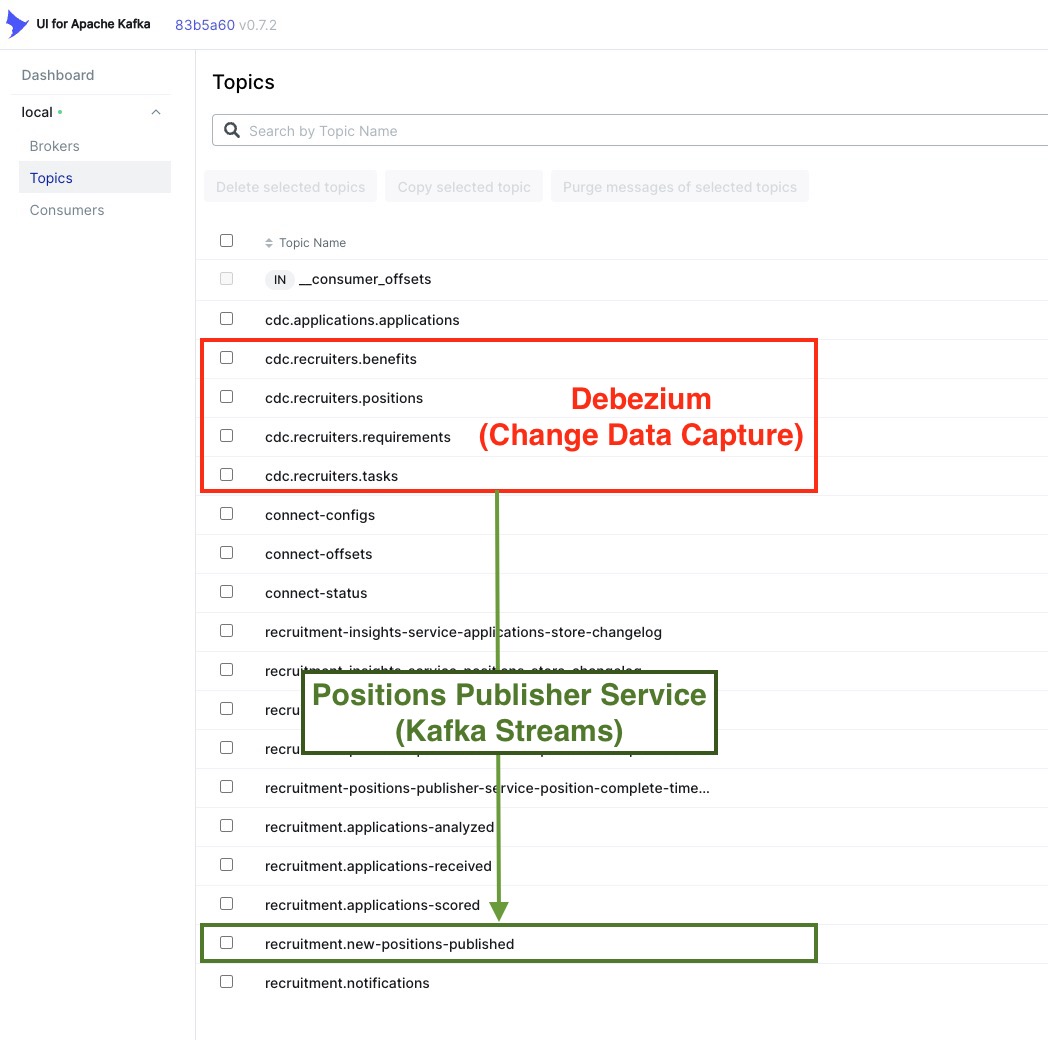 UI for Apache Kafka 83b5a60 v0.7.2
Dashboard
local
Brokers
Topics
Consumers
Topics
Search by Topic Name
Delete selected topics Copy selected topic Purge messages of selected topics
Topic Name
IN __consumer_offsets
cdc.applications.applications
cdc.recruiters.benefits
cdc.recruiters.positions
cdc.recruiters.requirements
cdc.recruiters.tasks
Debezium
(Change Data Capture)
connect-configs
connect-offsets
connect-status
recruitment-insights-service-applications-store-changelog
recruitment-insights-service-positions-store-changelog
Positions Publisher Service
(Kafka Streams)
recruitment-positions-publisher-service-position-complete-time...
recruitment.applications-analyzed
recruitment.applications-received
recruitment.applications-scored
recruitment.new-positions-published
recruitment.notifications